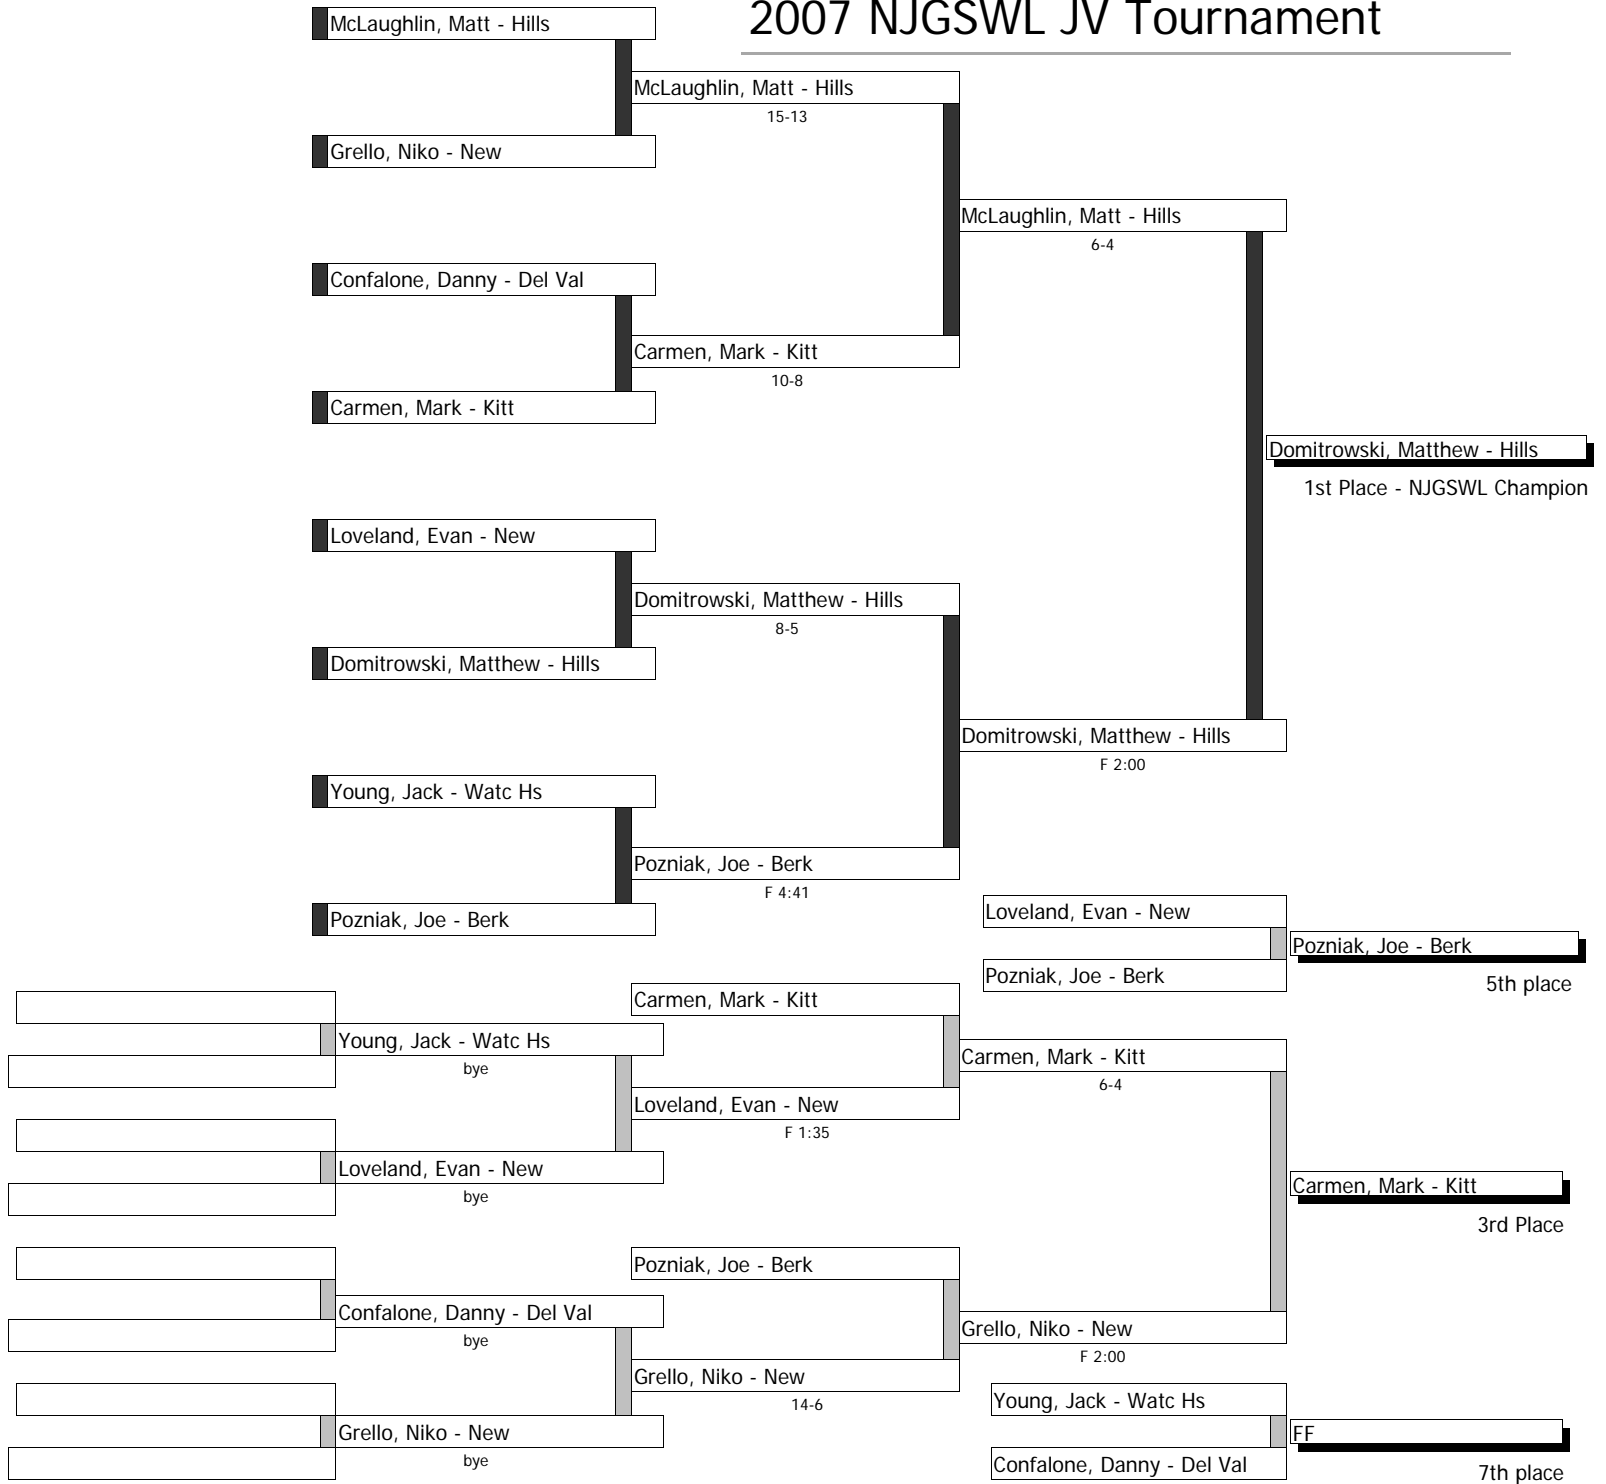 2007 NJGSWL JV Tournament
McLaughlin, Matt - Hills
McLaughlin, Matt - Hills
15-13
Grello, Niko - New
McLaughlin, Matt - Hills
6-4
Confalone, Danny - Del Val
Carmen, Mark - Kitt
10-8
Carmen, Mark - Kitt
Domitrowski, Matthew - Hills
1st Place - NJGSWL Champion
Loveland, Evan - New
Domitrowski, Matthew - Hills
8-5
Domitrowski, Matthew - Hills
Domitrowski, Matthew - Hills
F 2:00
Young, Jack - Watc Hs
Pozniak, Joe - Berk
F 4:41
Pozniak, Joe - Berk
Loveland, Evan - New
Pozniak, Joe - Berk
Pozniak, Joe - Berk
5th place
Carmen, Mark - Kitt
Young, Jack - Watc Hs
bye
Carmen, Mark - Kitt
6-4
Loveland, Evan - New
F 1:35
Loveland, Evan - New
bye
Carmen, Mark - Kitt
3rd Place
Pozniak, Joe - Berk
Confalone, Danny - Del Val
bye
Grello, Niko - New
F 2:00
Grello, Niko - New
14-6
Young, Jack - Watc Hs
Grello, Niko - New
bye
FF
Confalone, Danny - Del Val
7th place